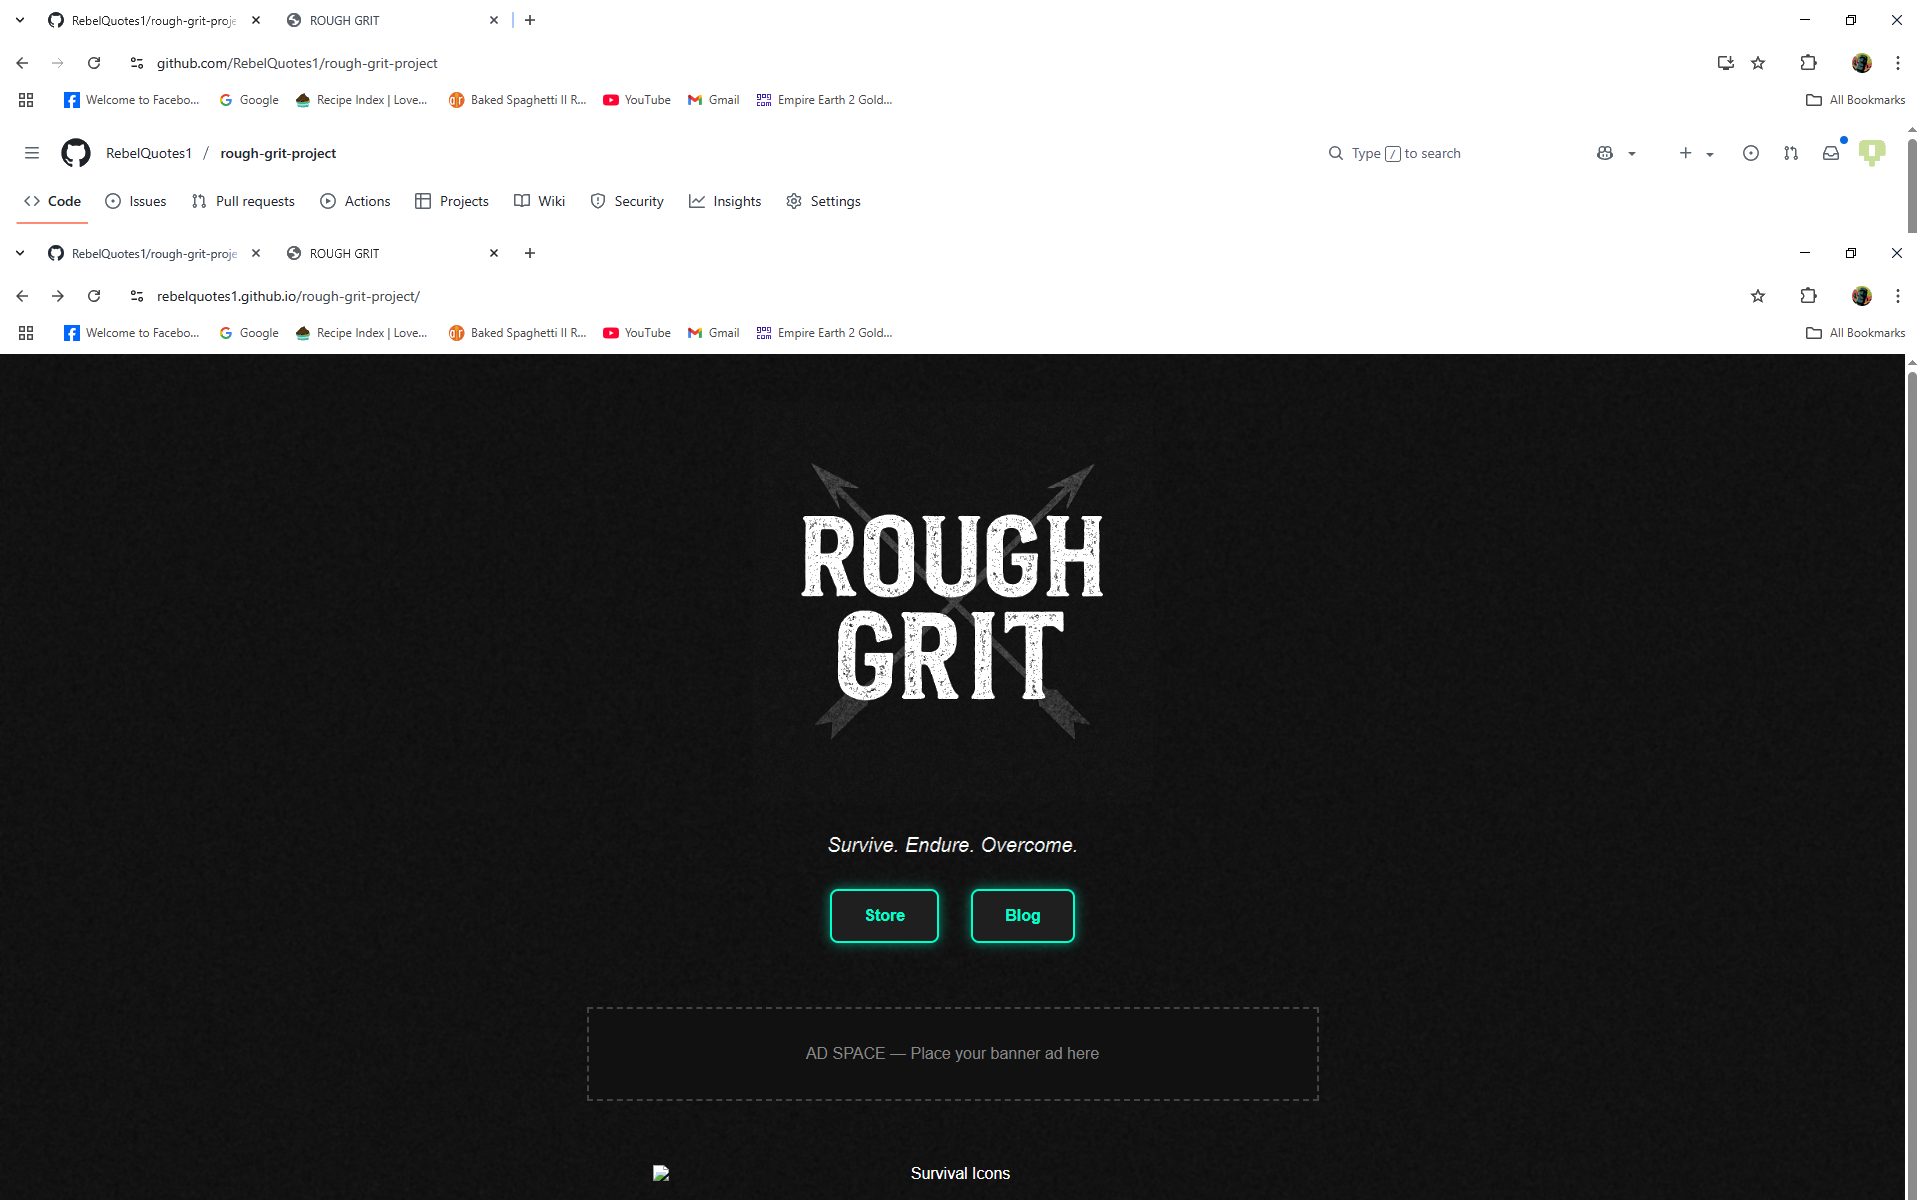 RebelQuotes1/rough-grit-proje
ROUGH GRIT
github.com/RebelQuotes1/rough-grit-project
Welcome to Facebo...
Google
Recipe Index | Love...
Baked Spaghetti II R...
YouTube
gog com
Gmail
Empire Earth 2 Gold...
All Bookmarks
RebelQuotes1 / rough-grit-project
Type / to search
Code
Issues
Pull requests
Actions
Projects
Wiki
Security
Insights
Settings
RebelQuotes1/rough-grit-proje
ROUGH GRIT
rebelquotes1.github.io/rough-grit-project/
Welcome to Facebo...
Google
Recipe Index | Love...
Baked Spaghetti II R...
YouTube
Gmail
gog com
Empire Earth 2 Gold...
All Bookmarks
ROUGH
GRIT
Survive. Endure. Overcome.
Store
Blog
AD SPACE — Place your banner ad here
Survival Icons